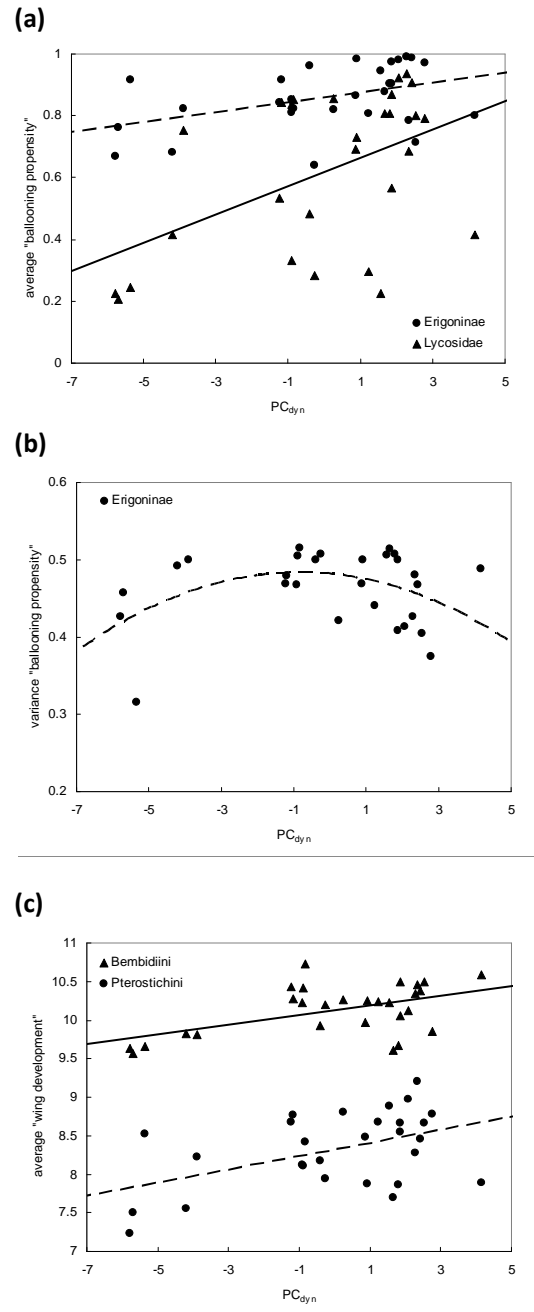 (a)
1
0.8
0.6
0.4
0.2
0
average "ballooning propensity"
Erigoninae
Lycosidae
-7 -5 -3 -1 1 3 5
PCdyn
(b)
0.6
0.5
0.4
0.3
0.2
variance "ballooning propensity"
Erigoninae
-7 -5 -3 -1 1 3 5
PCdyn
(c)
11
10.5
10
9.5
9
8.5
8
7.5
7
average "wing development"
Bembidiini
Pterostichini
-7 -5 -3 -1 1 3 5
PCdyn